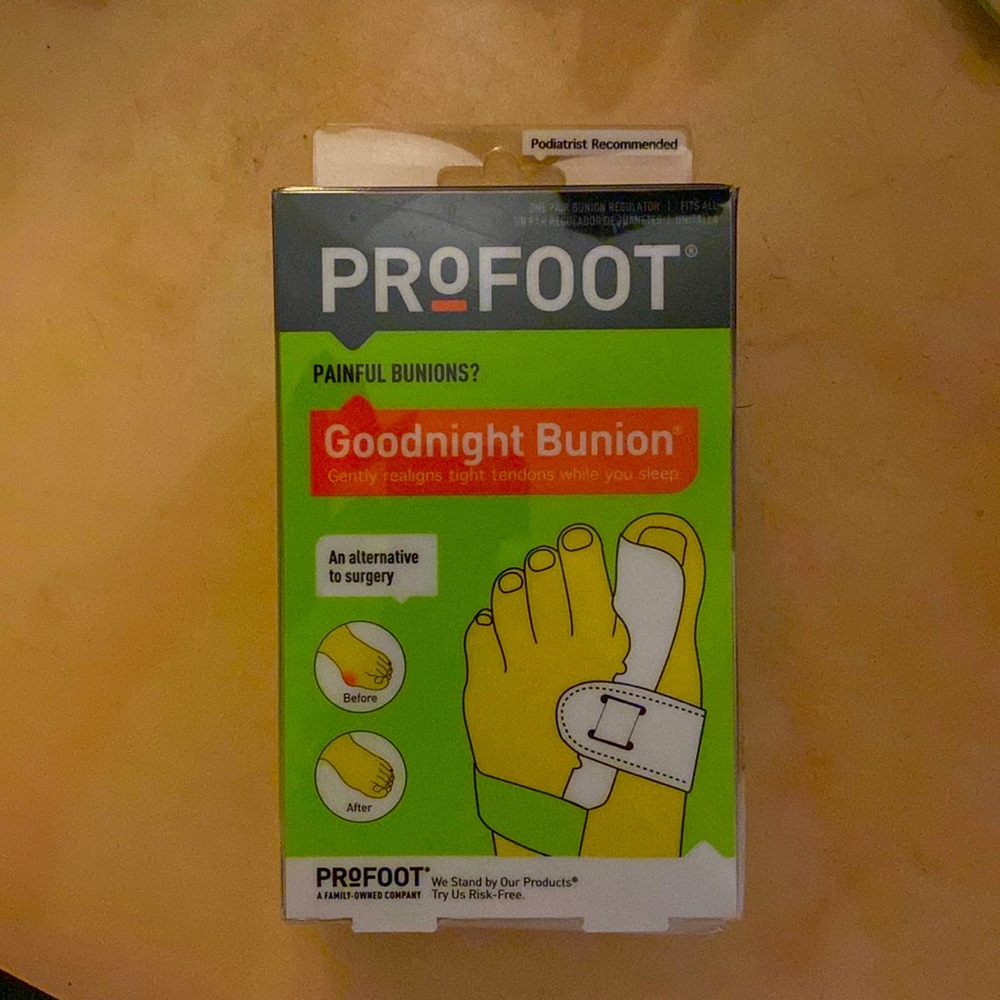 Podiatrist Recommended
ONE PAIR BUNION REGULATOR | FITS ALL
UN PAR REGULADOR DE JUANETES | UNITALLA
PROFOOT®
PAINFUL BUNIONS?
Goodnight Bunion®
Gently realigns tight tendons while you sleep
An alternative
to surgery
Before
After
PROFOOT®
A FAMILY-OWNED COMPANY
We Stand by Our Products®
Try Us Risk-Free.